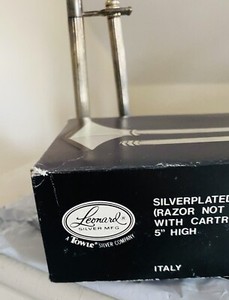 Leonard
SILVER MFG.
A TOWLE SILVER COMPANY
SILVERPLATED
(RAZOR NOT
WITH CARTR
5" HIGH
ITALY